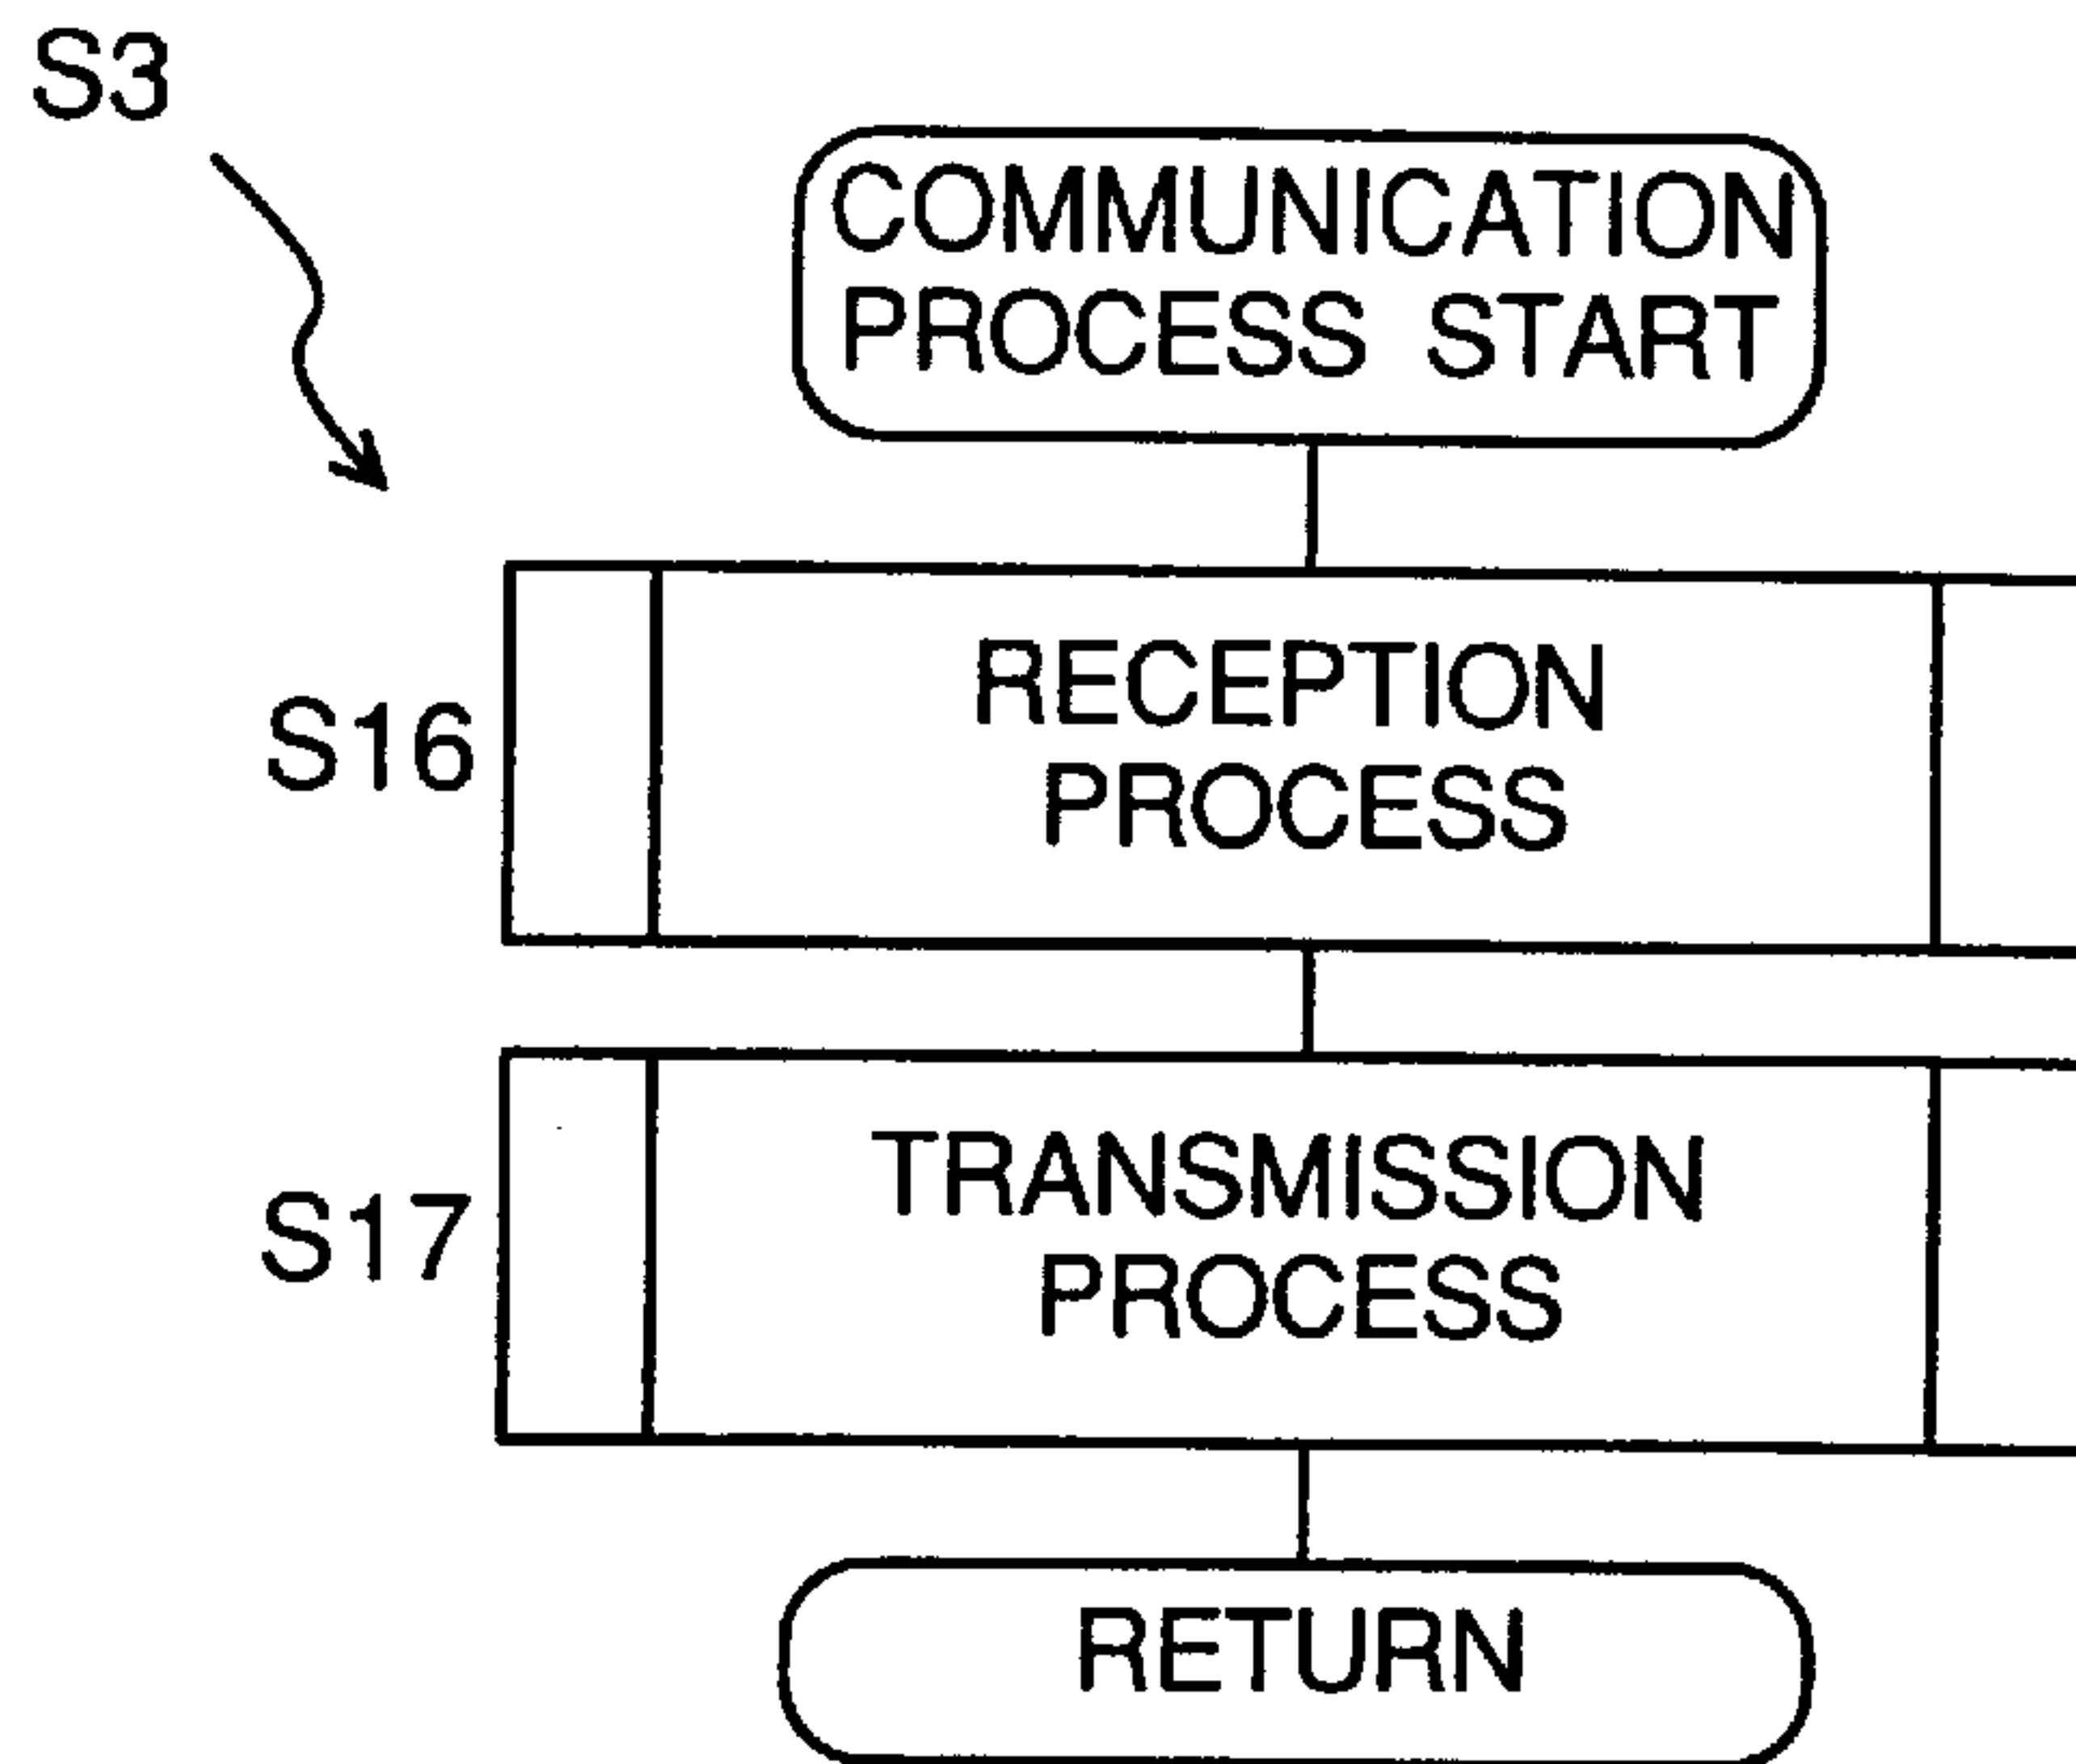 S3
COMMUNICATION
PROCESS START
S16
RECEPTION
PROCESS
S17
TRANSMISSION
PROCESS
RETURN